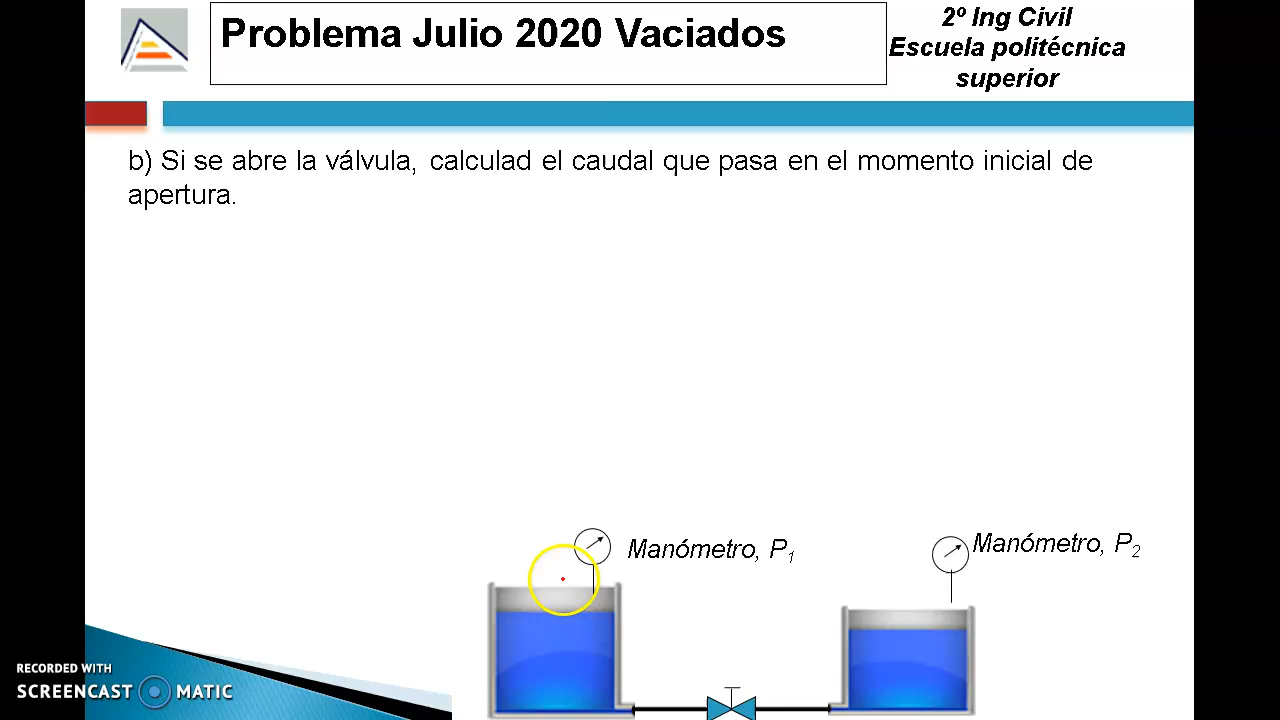 Problema Julio 2020 Vaciados
2º Ing Civil
Escuela politécnica
superior
b) Si se abre la válvula, calculad el caudal que pasa en el momento inicial de
apertura.
Manómetro, P1
Manómetro, P2
RECORDED WITH
SCREENCAST MATIC